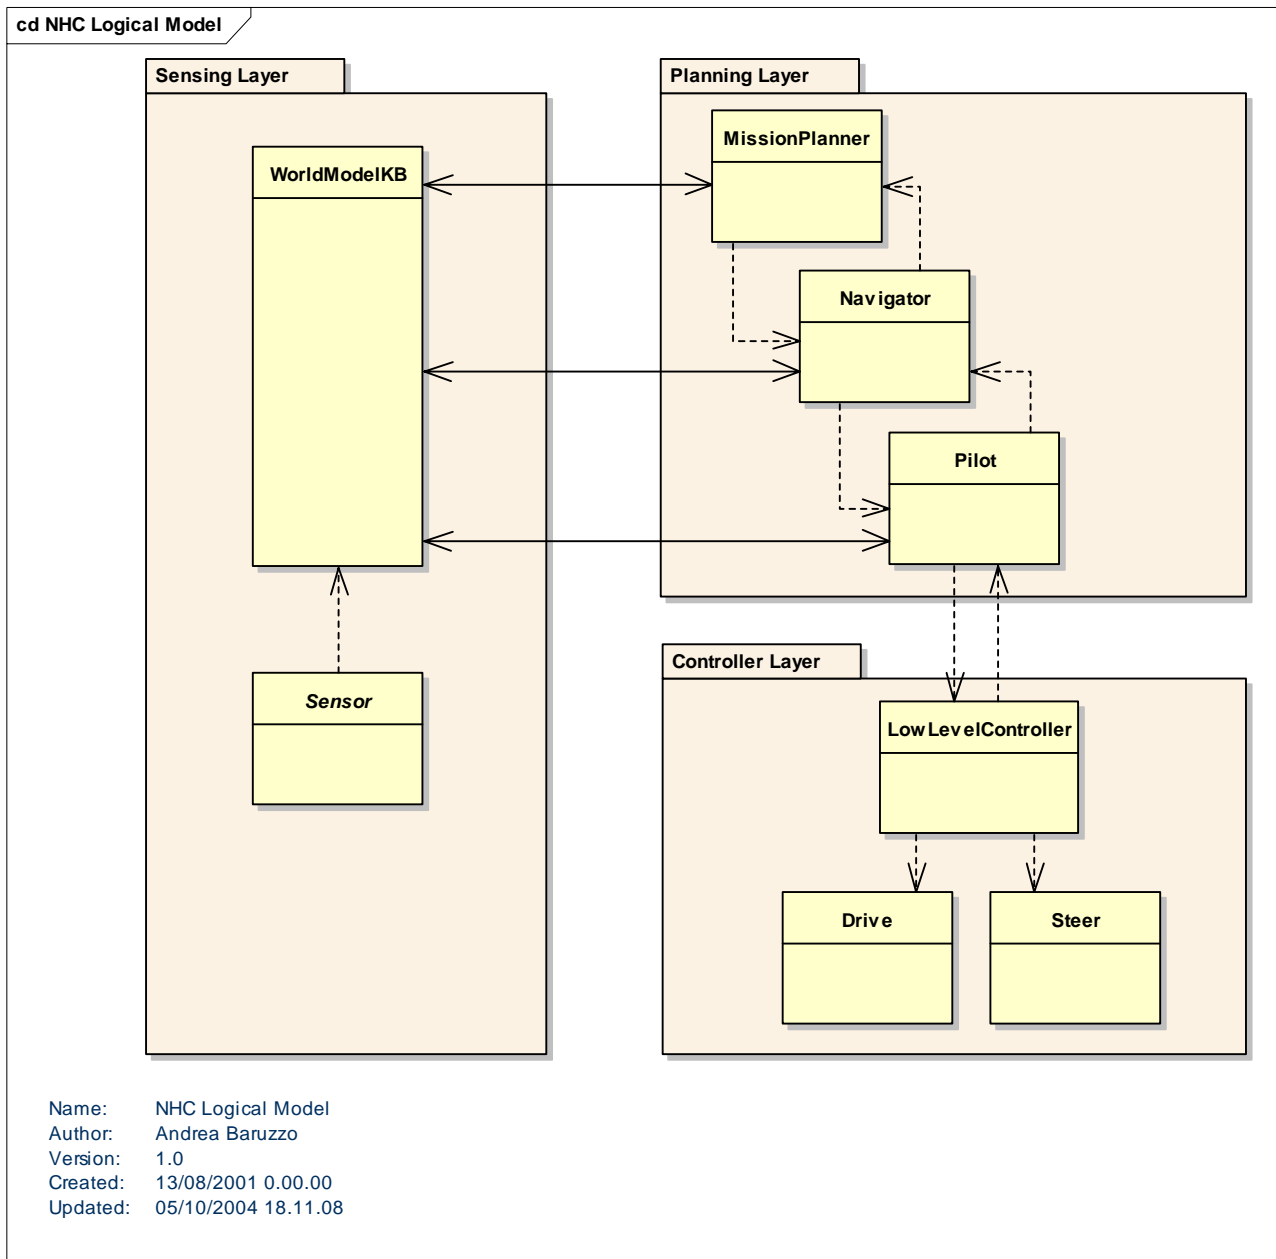 cd NHC Logical Model
Sensing Layer
WorldModelKB
Sensor
Planning Layer
MissionPlanner
Navigator
Pilot
Controller Layer
LowLevelController
Drive
Steer
Name: NHC Logical Model
Author: Andrea Baruzzo
Version: 1.0
Created: 13/08/2001 0.00.00
Updated: 05/10/2004 18.11.08